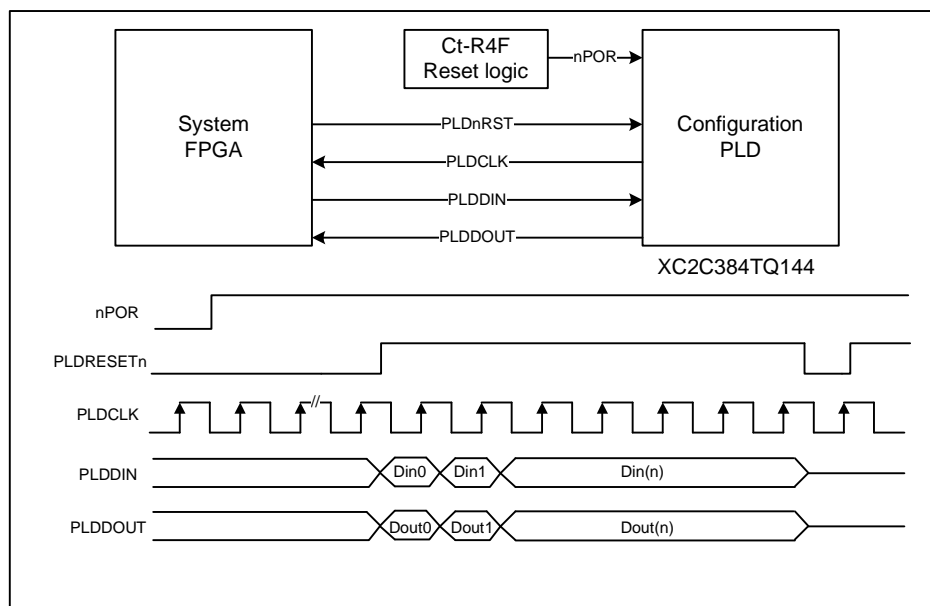 Ct-R4F
Reset logic
nPOR
System
FPGA
Configuration
PLD
PLDnRST
PLDCLK
PLDDIN
PLDDOUT
XC2C384TQ144
nPOR
PLDRESETn
PLDCLK
//
PLDDIN
Din0
Din1
Din(n)
PLDDOUT
Dout0
Dout1
Dout(n)